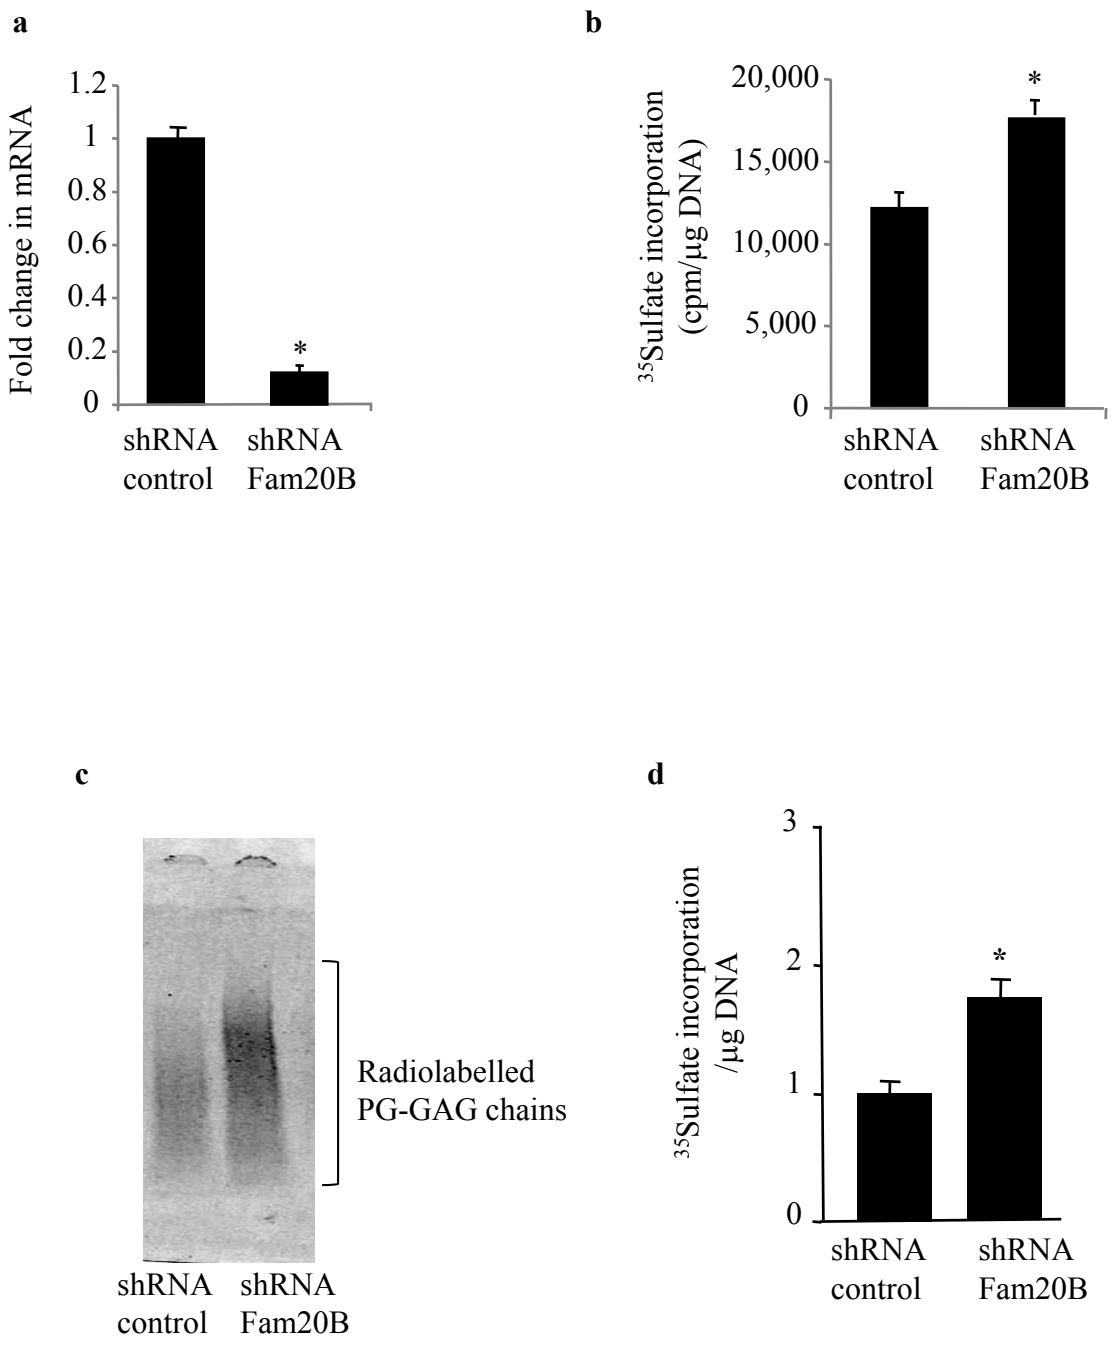 a
1.2
1
0.8
0.6
0.4
0.2
0
Fold change in mRNA
*
shRNA control
shRNA Fam20B
b
20,000
15,000
10,000
5,000
0
35Sulfate incorporation
(cpm/µg DNA)
*
shRNA control
shRNA Fam20B
c
Radiolabelled
PG-GAG chains
shRNA control
shRNA Fam20B
d
3
2
1
0
35Sulfate incorporation
/µg DNA
*
shRNA control
shRNA Fam20B